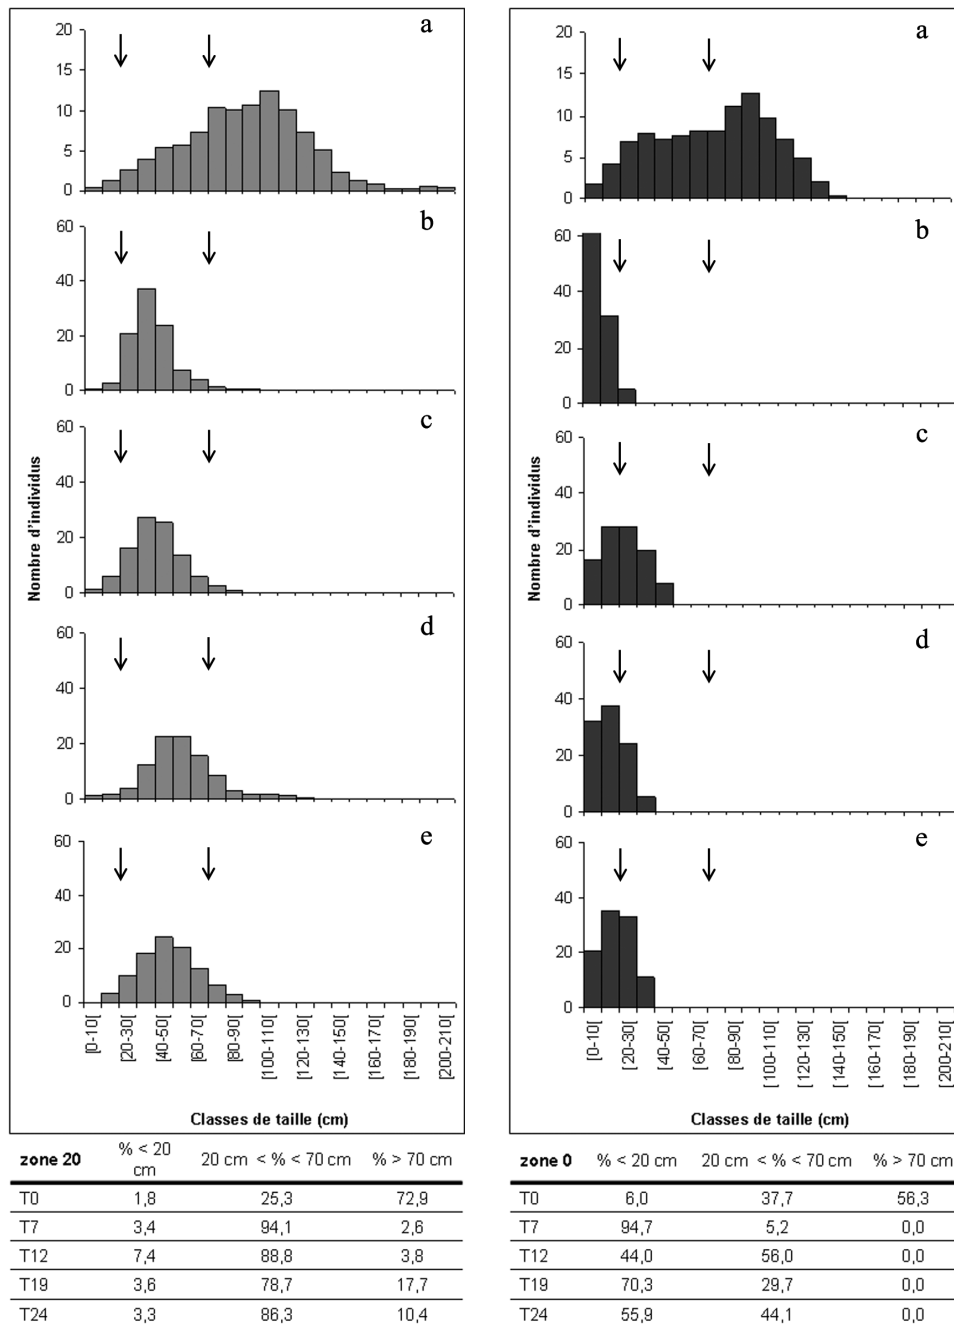 a
20
15
10
5
0
b
60
40
20
0
c
60
40
20
0
d
60
40
20
0
e
60
40
20
0
Nombre d'individus
[0-10[
[20-30[
[40-50[
[60-70[
[80-90[
[100-110[
[120-130[
[140-150[
[160-170[
[180-190[
[200-210[
Classes de taille (cm)
a
20
15
10
5
0
b
60
40
20
0
c
60
40
20
0
d
60
40
20
0
e
60
40
20
0
Nombre d'individus
[0-10[
[20-30[
[40-50[
[60-70[
[80-90[
[100-110[
[120-130[
[140-150[
[160-170[
[180-190[
[200-210[
Classes de taille (cm)
zone 20 % < 20 cm 20 cm < % < 70 cm % > 70 cm
T0 1,8 25,3 72,9
T7 3,4 94,1 2,6
T12 7,4 88,8 3,8
T19 3,6 78,7 17,7
T24 3,3 86,3 10,4
zone 0 % < 20 cm 20 cm < % < 70 cm % > 70 cm
T0 6,0 37,7 56,3
T7 94,7 5,2 0,0
T12 44,0 56,0 0,0
T19 70,3 29,7 0,0
T24 55,9 44,1 0,0